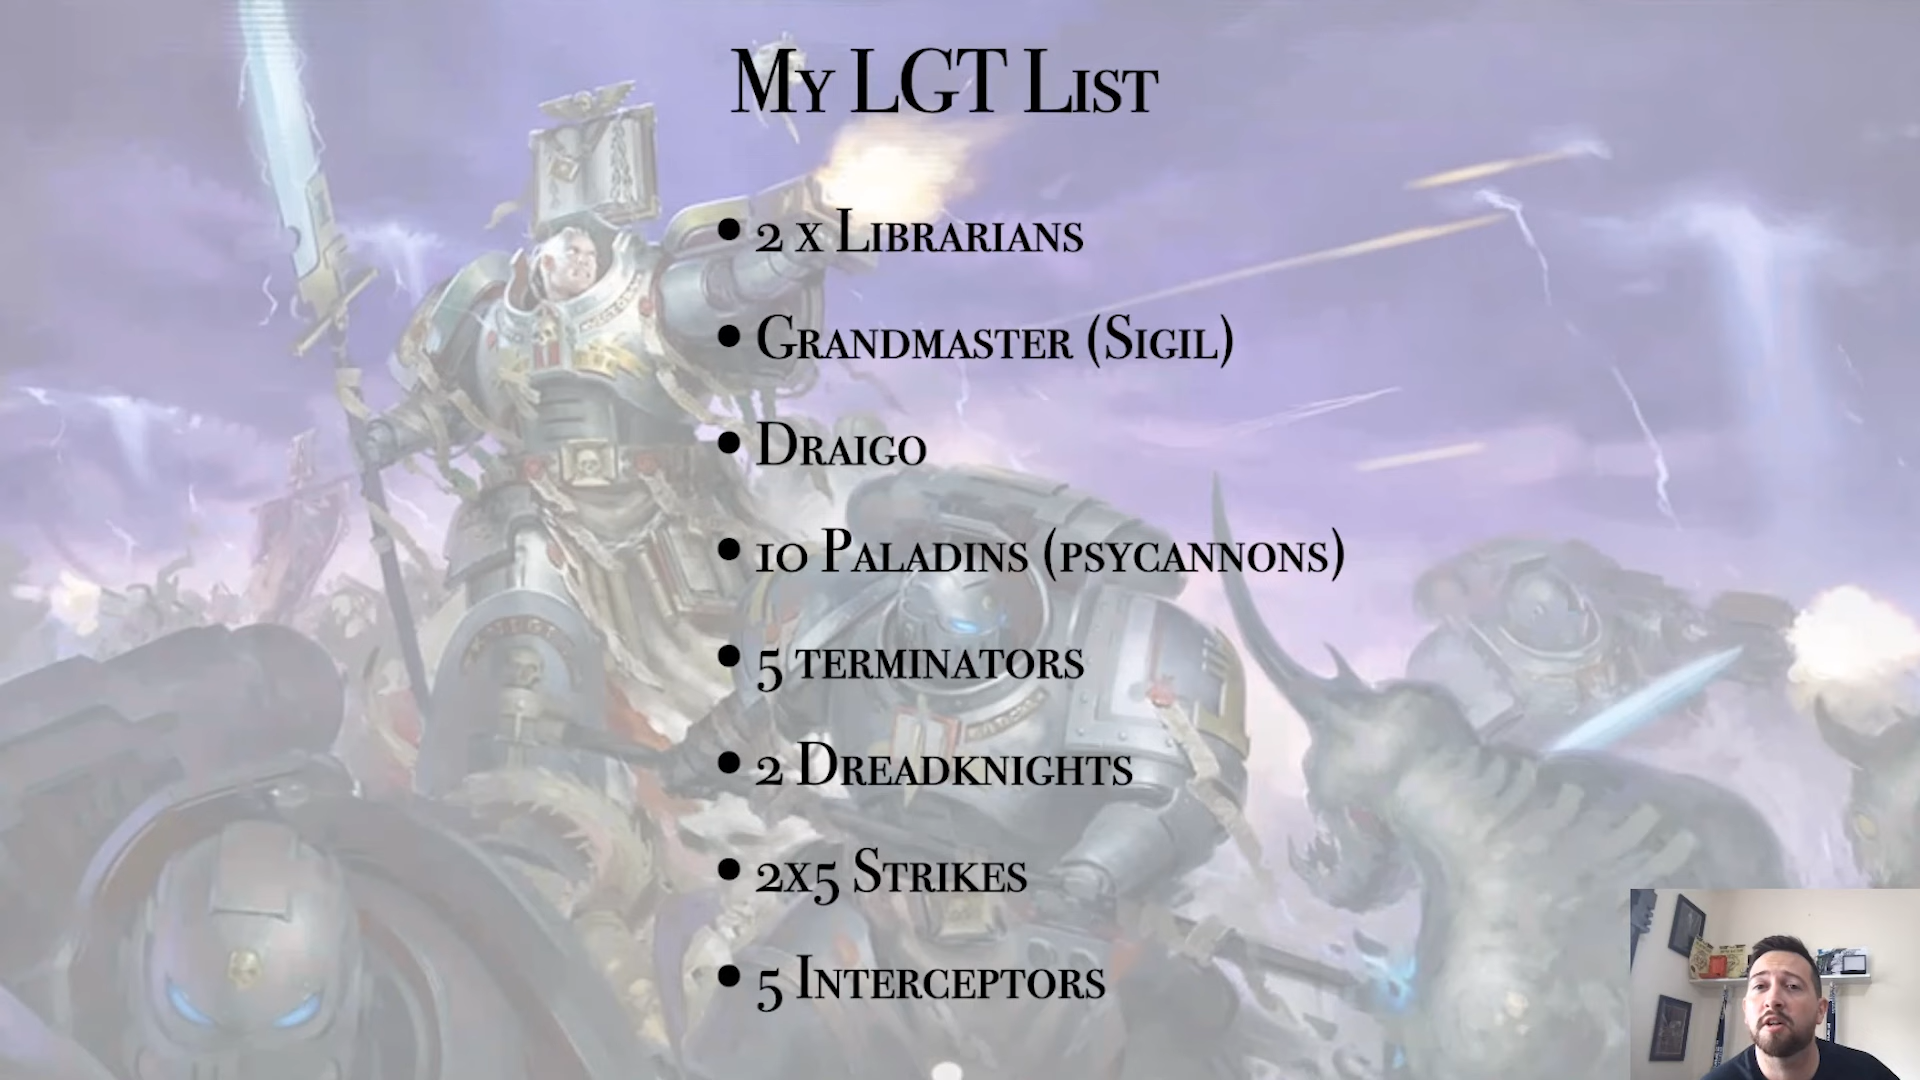 My LGT List
• 2 x Librarians
• Grandmaster (Sigil)
• Draigo
• 10 Paladins (psycannons)
• 5 terminators
• 2 Dreadknights
• 2x5 Strikes
• 5 Interceptors